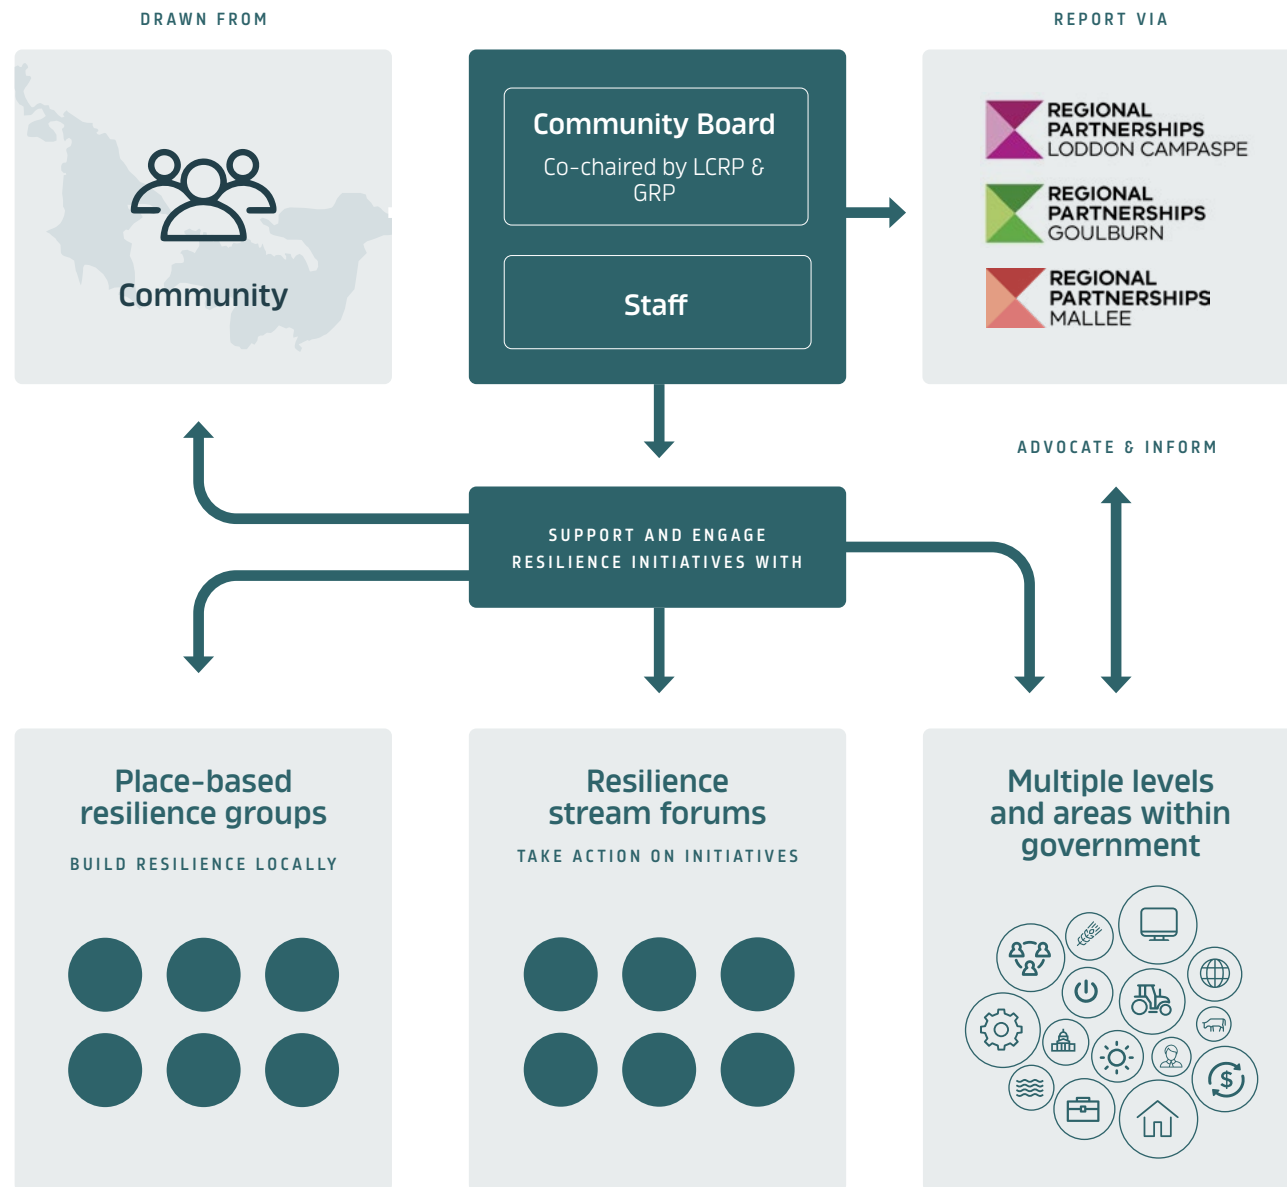 DRAWN FROM
REPORT VIA
Community
Community Board
Co-chaired by LCRP &
GRP
Staff
REGIONAL
PARTNERSHIPS
LODDON CAMPASPE
REGIONAL
PARTNERSHIPS
GOULBURN
REGIONAL
PARTNERSHIPS
MALLEE
ADVOCATE & INFORM
SUPPORT AND ENGAGE
RESILIENCE INITIATIVES WITH
Place-based
resilience groups
BUILD RESILIENCE LOCALLY
Resilience
stream forums
TAKE ACTION ON INITIATIVES
Multiple levels
and areas within
government
$